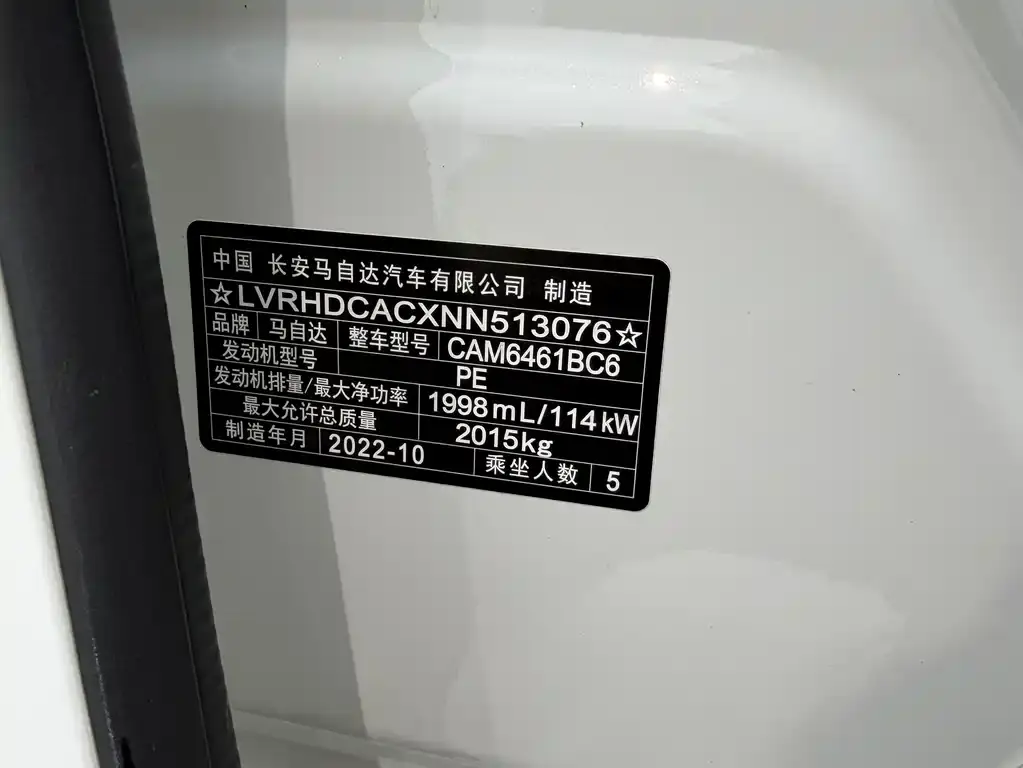 中国 长安马自达汽车有限公司 制造
☆LVRHDCACXNN513076☆
品牌 马自达 整车型号 CAM6461BC6
发动机型号 PE
发动机排量/最大净功率 1998mL/114kW
最大允许总质量 2015kg
制造年月 2022-10 乘坐人数 5